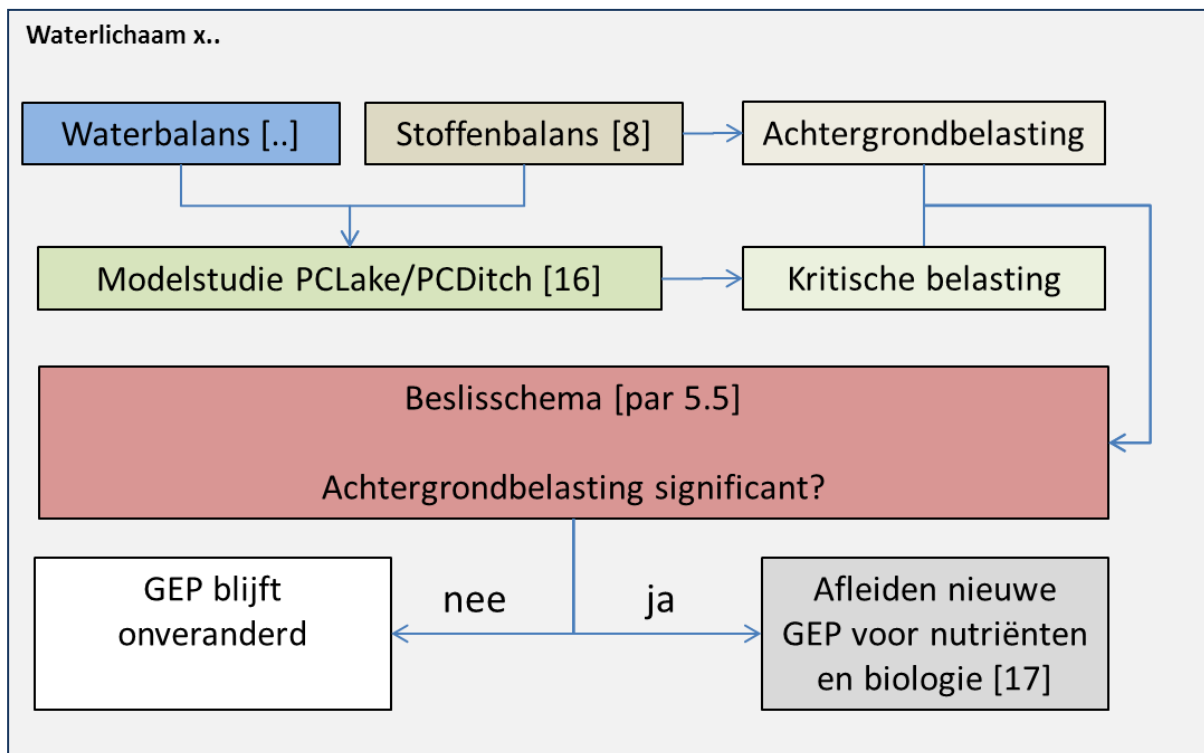 Waterlichaam x..
Waterbalans [..]
Stoffenbalans [8]
Achtergrondbelasting
Modelstudie PCLake/PCDitch [16]
Kritische belasting
Beslisschema [par 5.5]
Achtergrondbelasting significant?
GEP blijft
onveranderd
nee
ja
Afleiden nieuwe
GEP voor nutriënten
en biologie [17]